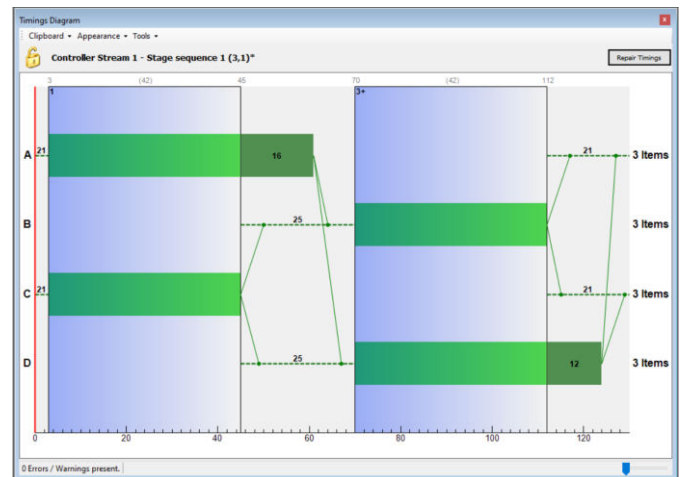 Timings Diagram
Clipboard Appearance Tools
Controller Stream 1 - Stage sequence 1 (3,1)* Repair Timings
3 (42) 45 70 (42) 112
1 3+
A 21 16 21 3 Items
B 25 3 Items
C 21 21 3 Items
D 25 12 3 Items
0 20 40 60 80 100 120
0 Errors / Warnings present.